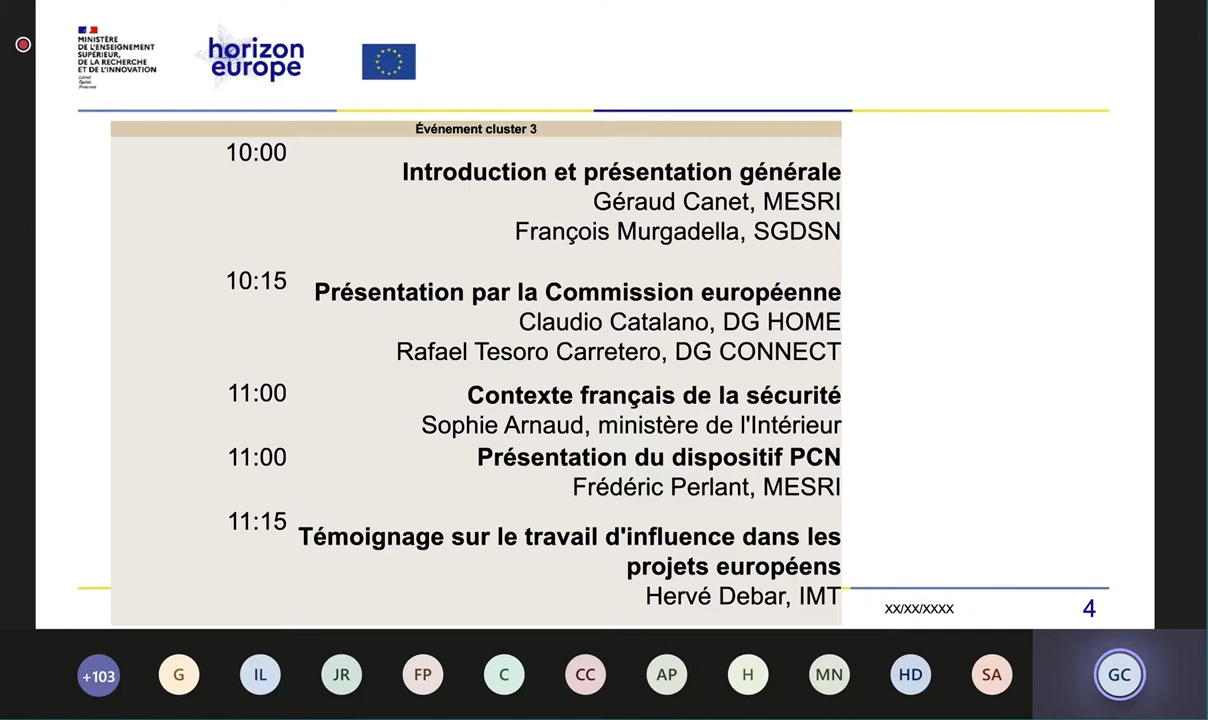 MINISTÈRE
DE L'ENSEIGNEMENT
SUPÉRIEUR,
DE LA RECHERCHE
ET DE L'INNOVATION
Liberté
Égalité
Fraternité
horizon
europe
Événement cluster 3
10:00
Introduction et présentation générale
Géraud Canet, MESRI
François Murgadella, SGDSN
10:15
Présentation par la Commission européenne
Claudio Catalano, DG HOME
Rafael Tesoro Carretero, DG CONNECT
11:00
Contexte français de la sécurité
Sophie Arnaud, ministère de l'Intérieur
11:00
Présentation du dispositif PCN
Frédéric Perlant, MESRI
11:15
Témoignage sur le travail d'influence dans les
projets européens
Hervé Debar, IMT
XX/XX/XXXX
4
+103
G
IL
JR
FP
C
CC
AP
H
MN
HD
SA
GC